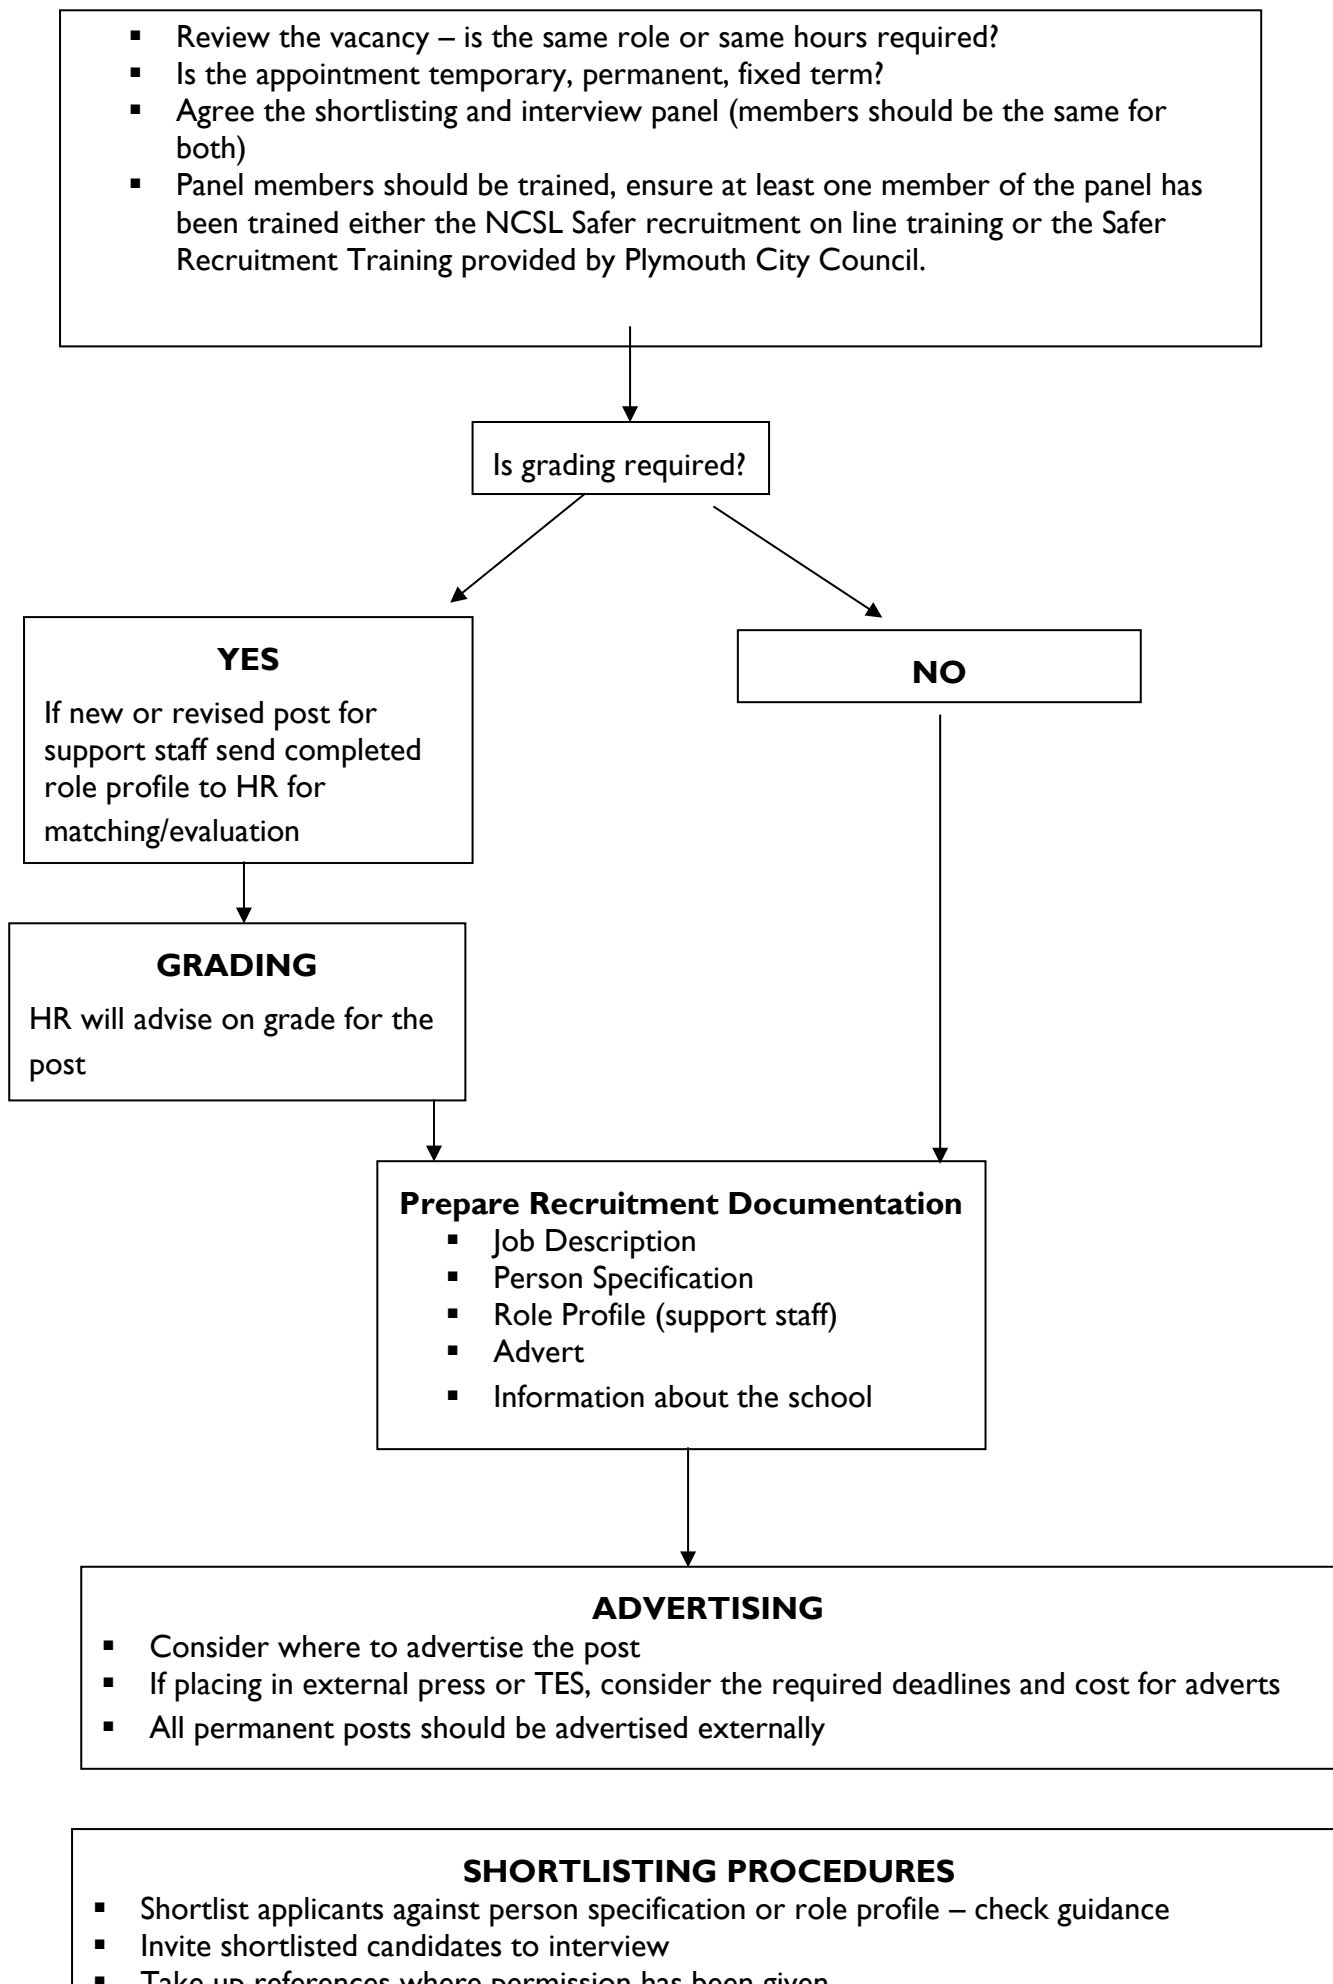 ▪ Review the vacancy – is the same role or same hours required?
▪ Is the appointment temporary, permanent, fixed term?
▪ Agree the shortlisting and interview panel (members should be the same for
both)
▪ Panel members should be trained, ensure at least one member of the panel has
been trained either the NCSL Safer recruitment on line training or the Safer
Recruitment Training provided by Plymouth City Council.
Is grading required?
YES
If new or revised post for
support staff send completed
role profile to HR for
matching/evaluation
NO
GRADING
HR will advise on grade for the
post
Prepare Recruitment Documentation
▪ Job Description
▪ Person Specification
▪ Role Profile (support staff)
▪ Advert
▪ Information about the school
ADVERTISING
▪ Consider where to advertise the post
▪ If placing in external press or TES, consider the required deadlines and cost for adverts
▪ All permanent posts should be advertised externally
SHORTLISTING PROCEDURES
▪ Shortlist applicants against person specification or role profile – check guidance
▪ Invite shortlisted candidates to interview
▪ Take up references where permission has been given